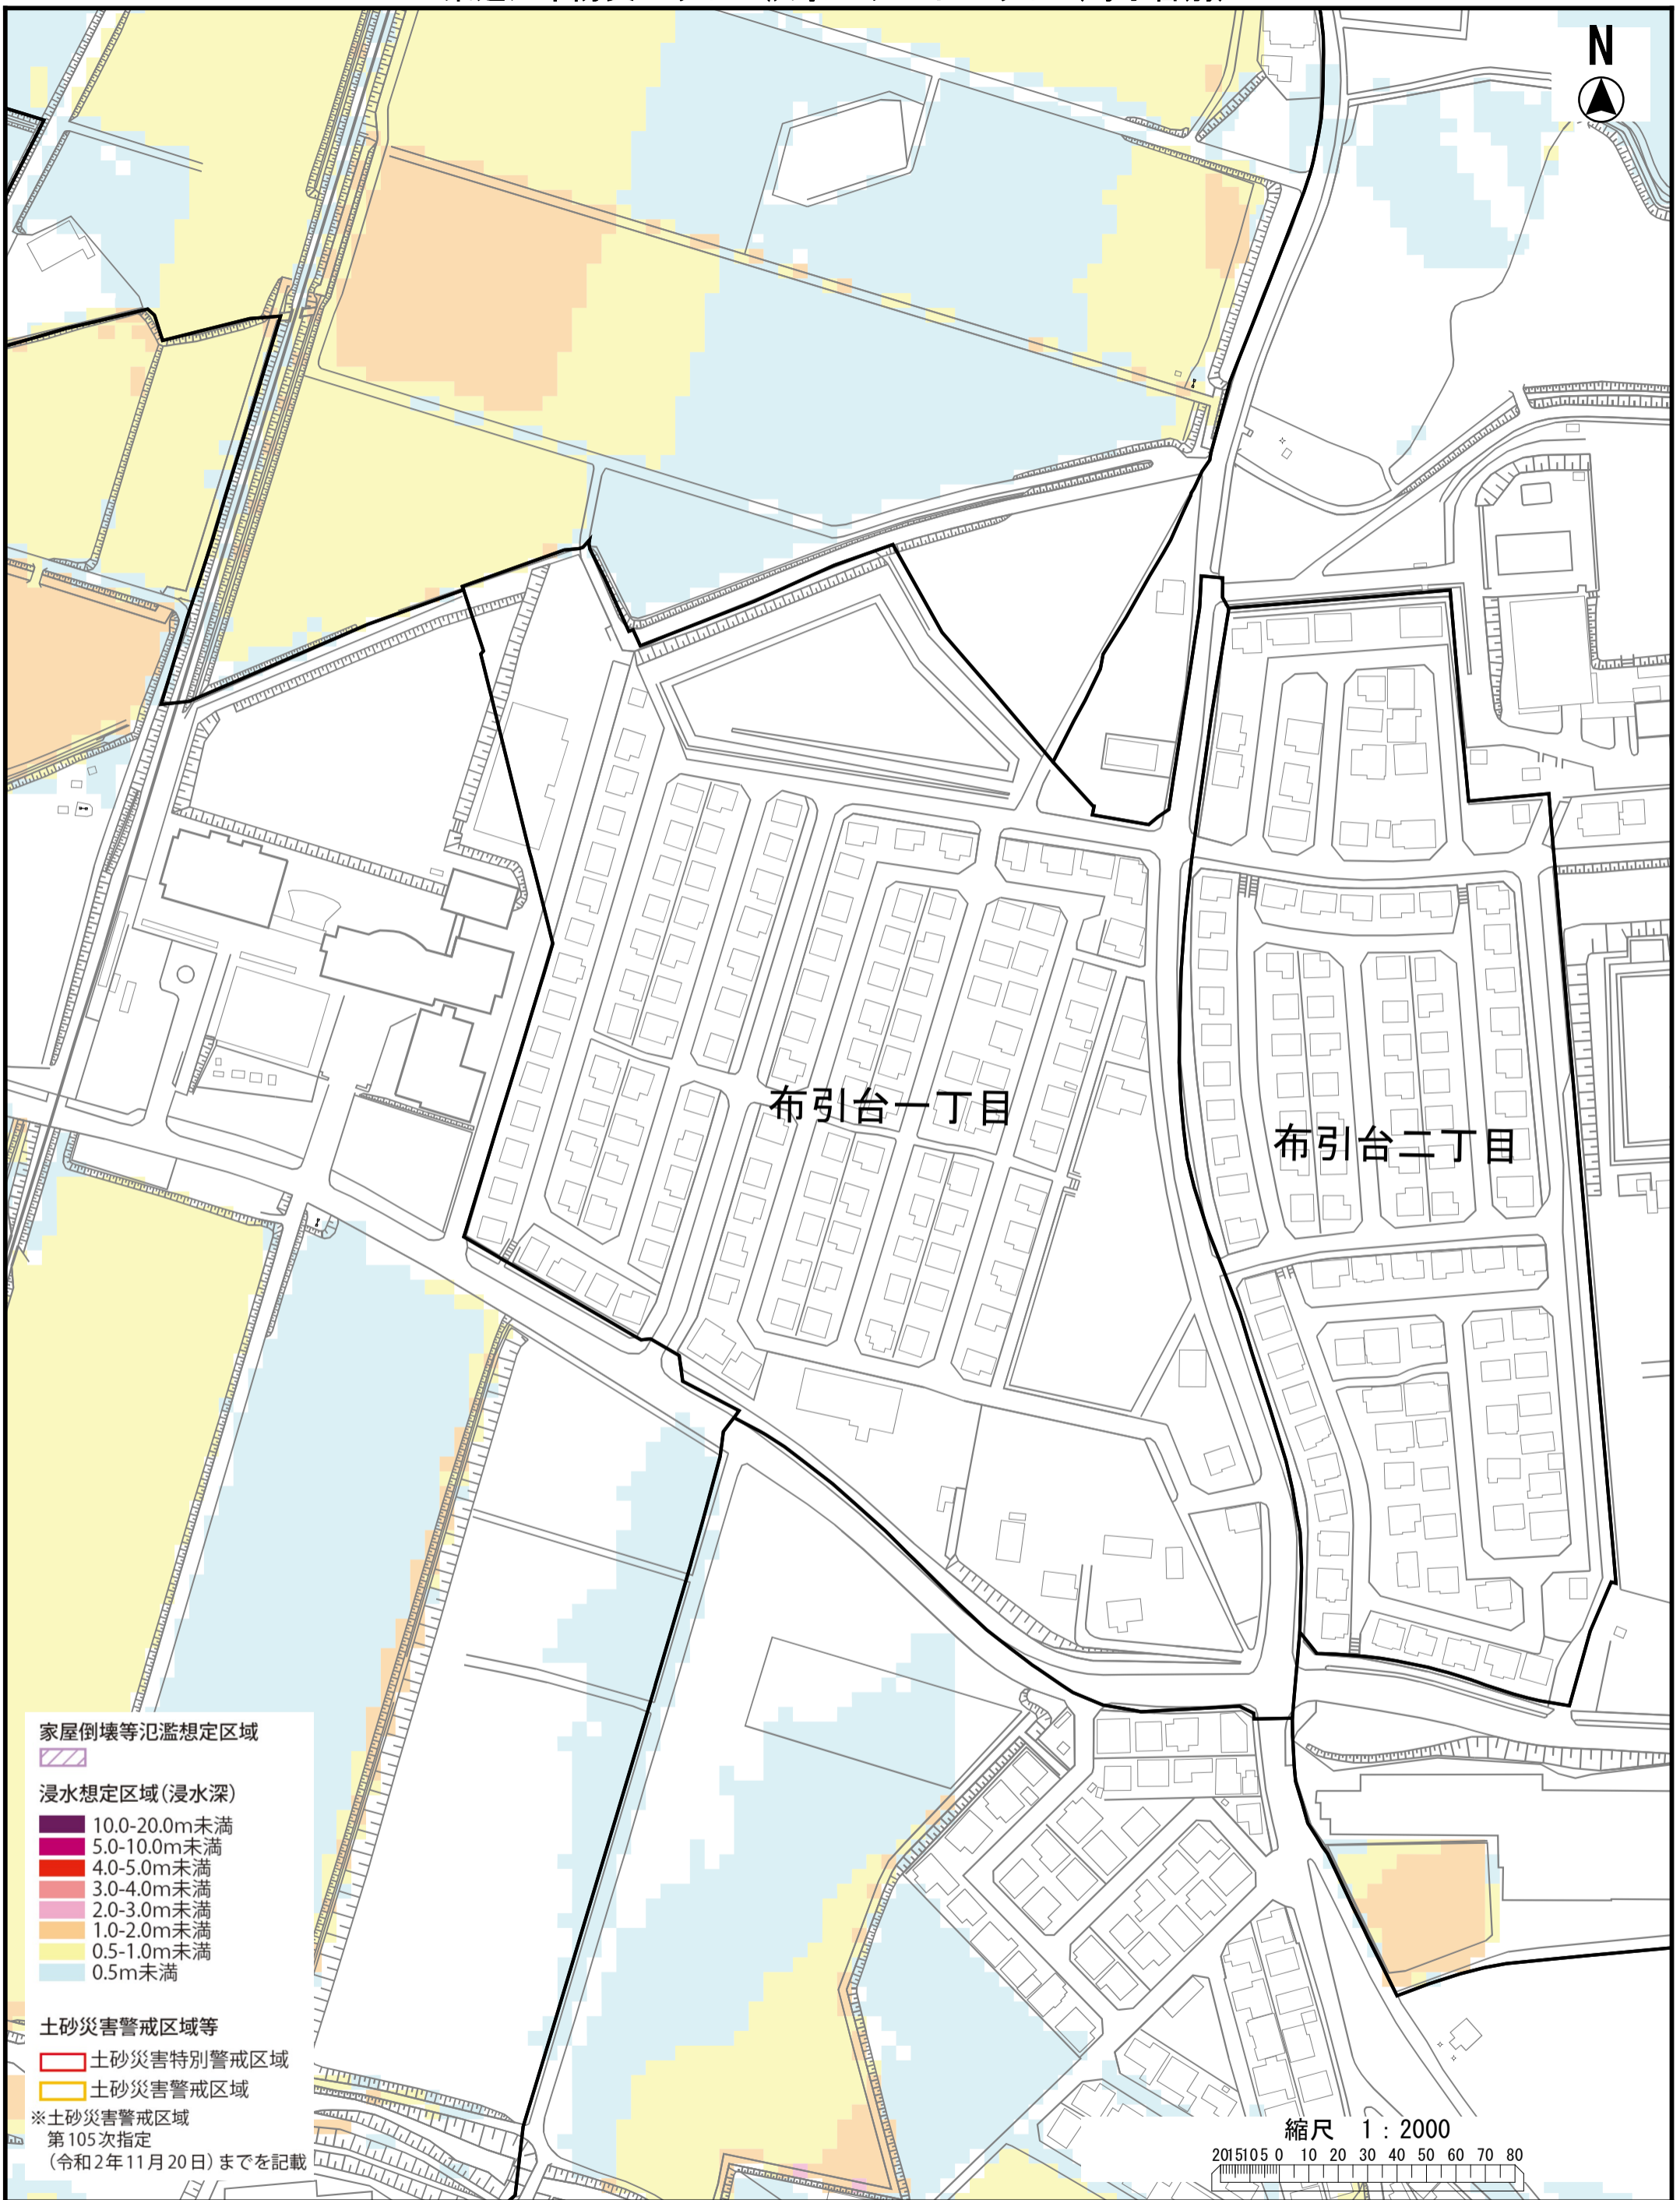 N
布引台一丁目
布引台二丁目
家屋倒壊等氾濫想定区域
浸水想定区域(浸水深)
10.0-20.0m未満
5.0-10.0m未満
4.0-5.0m未満
3.0-4.0m未満
2.0-3.0m未満
1.0-2.0m未満
0.5-1.0m未満
0.5m未満
土砂災害警戒区域等
土砂災害特別警戒区域
土砂災害警戒区域
※土砂災害警戒区域
第105次指定
(令和2年11月20日)までを記載
縮尺 1:2000
20 15 10 5 0 10 20 30 40 50 60 70 80